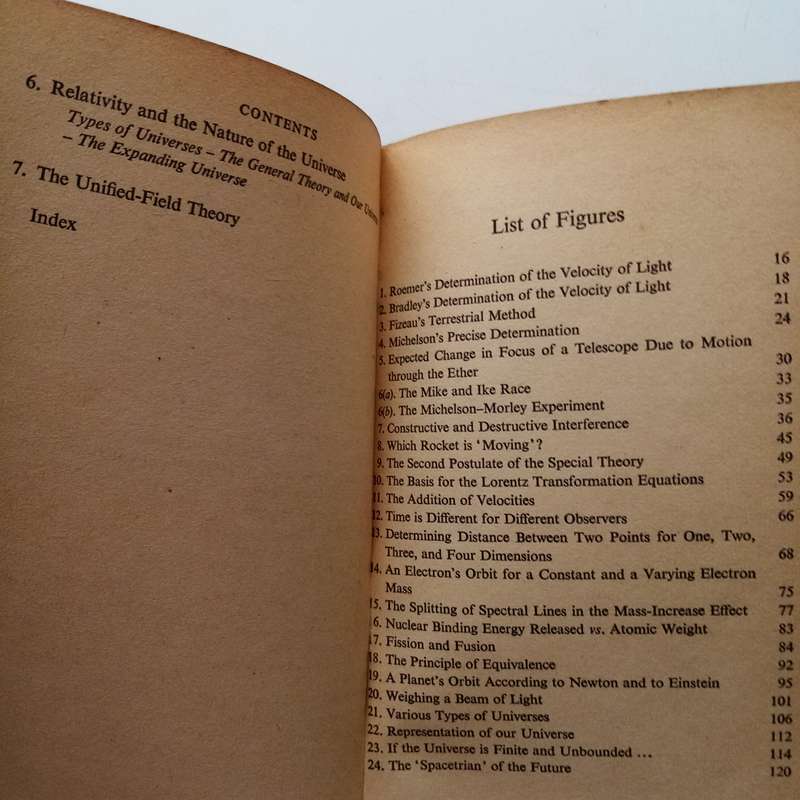 CONTENTS
6. Relativity and the Nature of the Universe
Types of Universes – The General Theory and Our Universe
– The Expanding Universe
7. The Unified-Field Theory
Index
List of Figures
1. Roemer's Determination of the Velocity of Light 16
2. Bradley's Determination of the Velocity of Light 18
3. Fizeau's Terrestrial Method 21
4. Michelson's Precise Determination 24
5. Expected Change in Focus of a Telescope Due to Motion
through the Ether 30
6(a). The Mike and Ike Race 33
6(b). The Michelson–Morley Experiment 35
7. Constructive and Destructive Interference 36
8. Which Rocket is 'Moving'? 45
9. The Second Postulate of the Special Theory 49
10. The Basis for the Lorentz Transformation Equations 53
11. The Addition of Velocities 59
12. Time is Different for Different Observers 66
13. Determining Distance Between Two Points for One, Two,
Three, and Four Dimensions 68
14. An Electron's Orbit for a Constant and a Varying Electron
Mass 75
15. The Splitting of Spectral Lines in the Mass-Increase Effect 77
16. Nuclear Binding Energy Released vs. Atomic Weight 83
17. Fission and Fusion 84
18. The Principle of Equivalence 92
19. A Planet's Orbit According to Newton and to Einstein 95
20. Weighing a Beam of Light 101
21. Various Types of Universes 106
22. Representation of our Universe 112
23. If the Universe is Finite and Unbounded ... 114
24. The 'Spacetrian' of the Future 120